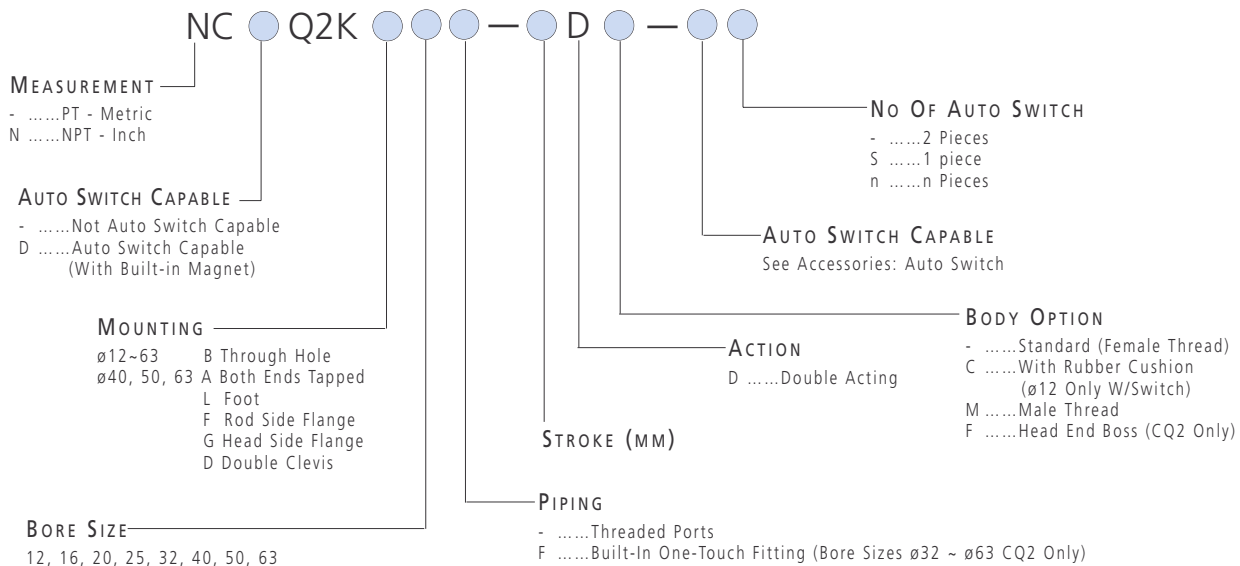 NC Q2K — D —
MEASUREMENT
- ......PT - Metric
N ......NPT - Inch
AUTO SWITCH CAPABLE
- ......Not Auto Switch Capable
D ......Auto Switch Capable
(With Built-in Magnet)
MOUNTING
ø12~63 B Through Hole
ø40, 50, 63 A Both Ends Tapped
L Foot
F Rod Side Flange
G Head Side Flange
D Double Clevis
BORE SIZE
12, 16, 20, 25, 32, 40, 50, 63
PIPING
- ......Threaded Ports
F ......Built-In One-Touch Fitting (Bore Sizes ø32 ~ ø63 CQ2 Only)
STROKE (MM)
ACTION
D ......Double Acting
BODY OPTION
- ......Standard (Female Thread)
C ......With Rubber Cushion
(ø12 Only W/Switch)
M ......Male Thread
F ......Head End Boss (CQ2 Only)
AUTO SWITCH CAPABLE
See Accessories: Auto Switch
NO OF AUTO SWITCH
- ......2 Pieces
S ......1 piece
n ......n Pieces